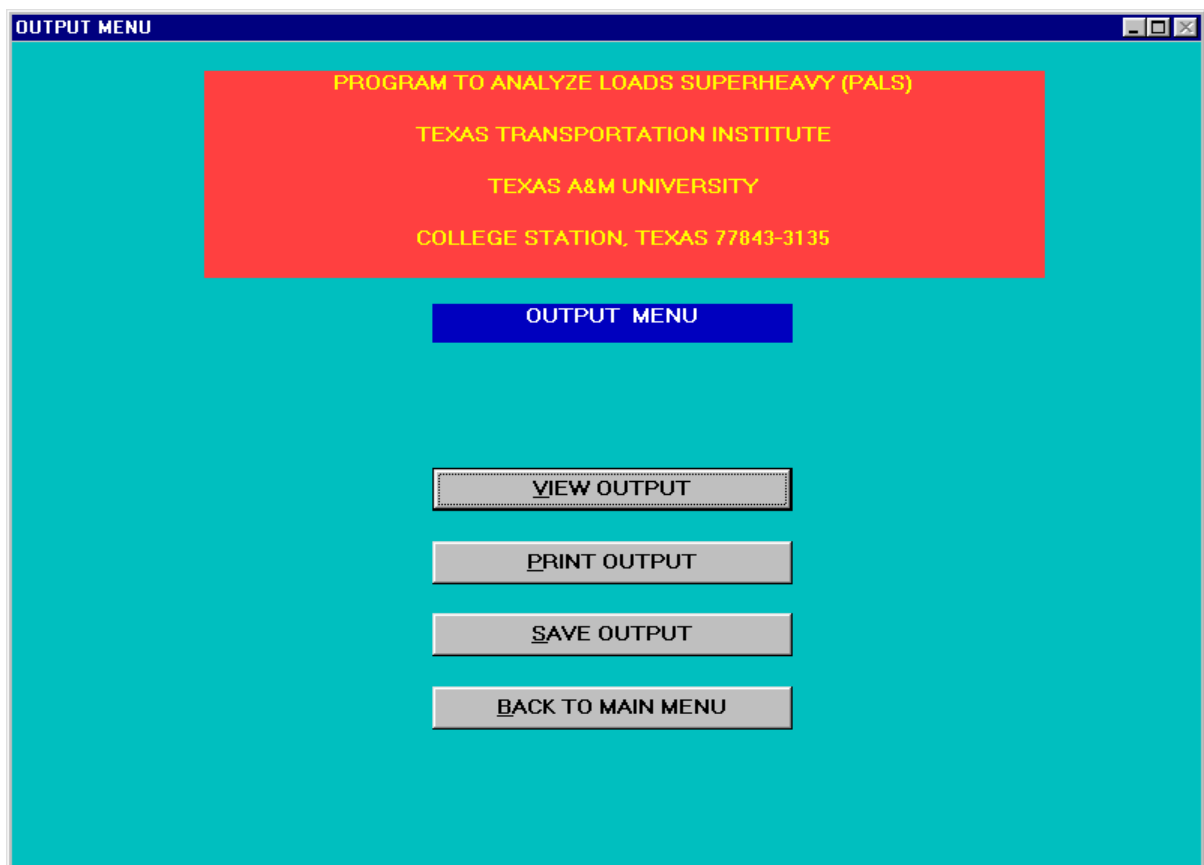 OUTPUT MENU
PROGRAM TO ANALYZE LOADS SUPERHEAVY (PALS)
TEXAS TRANSPORTATION INSTITUTE
TEXAS A&M UNIVERSITY
COLLEGE STATION, TEXAS 77843-3135
OUTPUT MENU
VIEW OUTPUT
PRINT OUTPUT
SAVE OUTPUT
BACK TO MAIN MENU